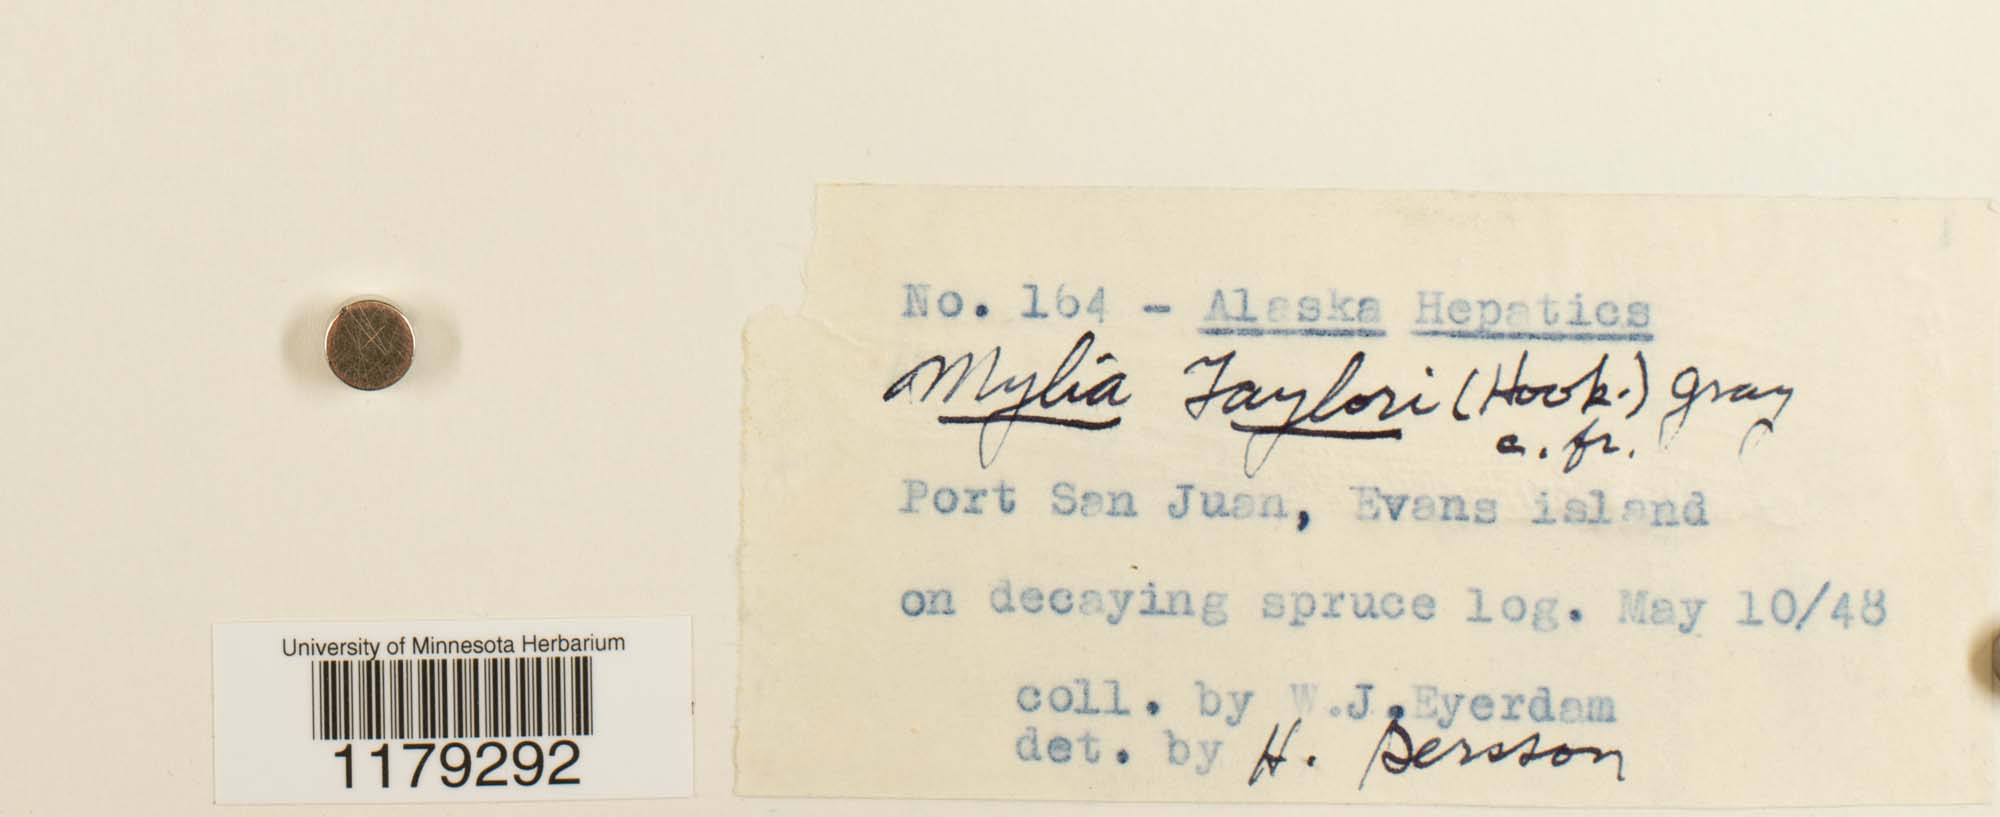 No. 164 - Alaska Hepatics
Mylia Taylori (Hook.) Gray
c. fr.
Port San Juan, Evans island
on decaying spruce log. May 10/48
coll. by W.J.Eyerdam
det. by H. Persson
University of Minnesota Herbarium
1179292